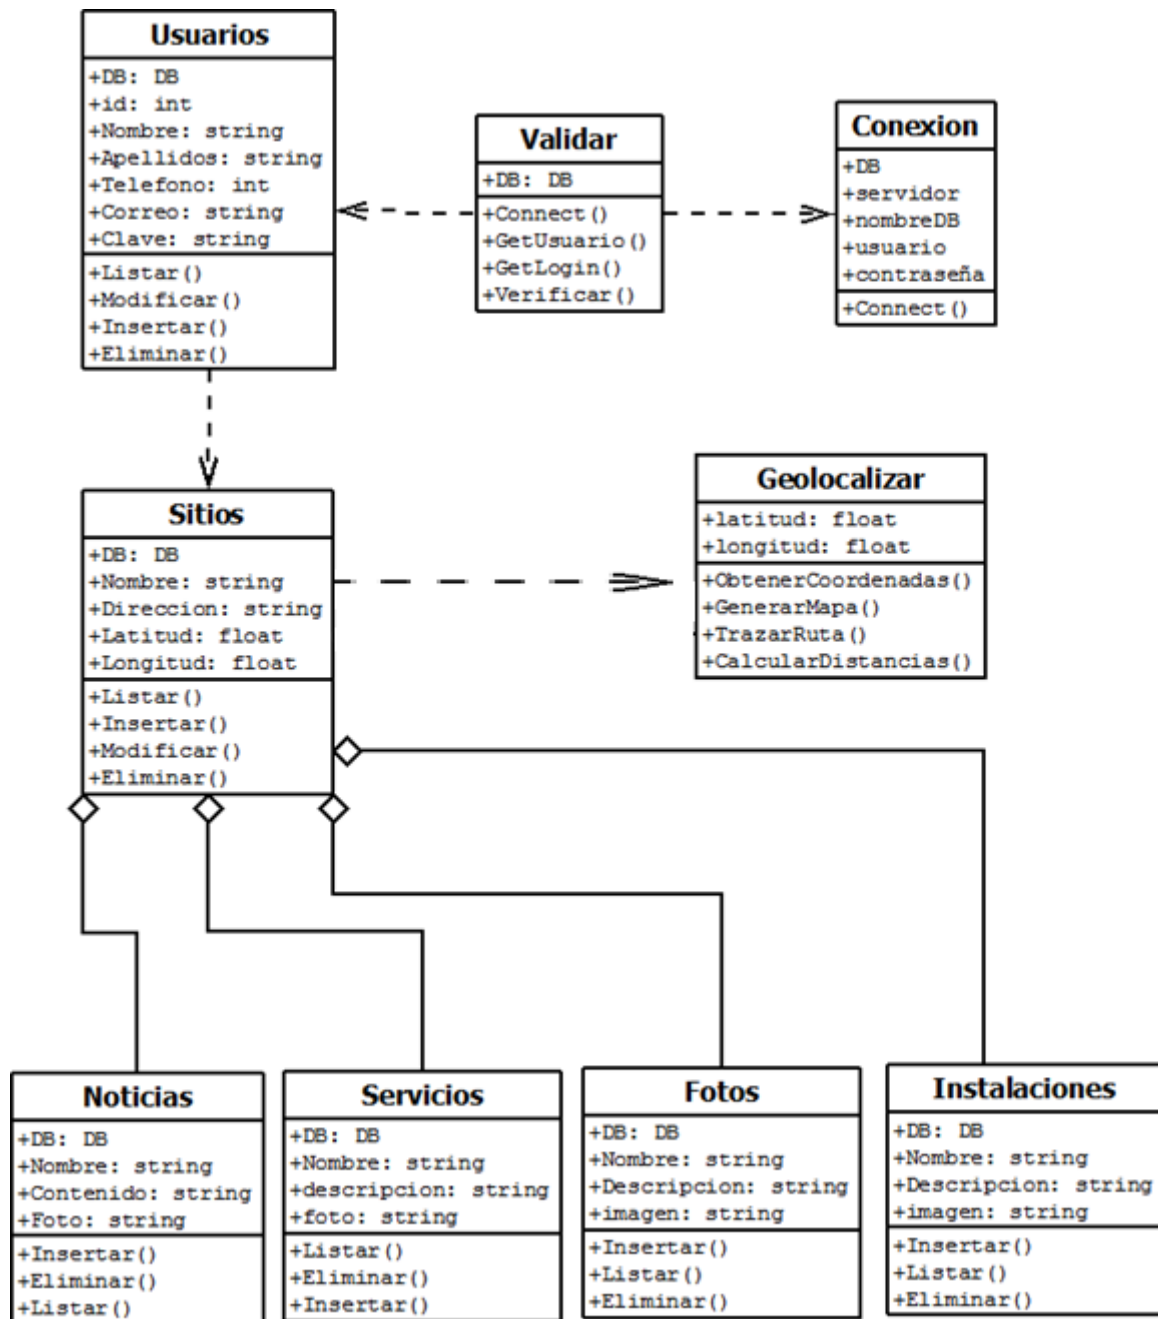 Usuarios
+DB: DB
+id: int
+Nombre: string
+Apellidos: string
+Telefono: int
+Correo: string
+Clave: string
+Listar()
+Modificar()
+Insertar()
+Eliminar()
Validar
+DB: DB
+Connect()
+GetUsuario()
+GetLogin()
+Verificar()
Conexion
+DB
+servidor
+nombreDB
+usuario
+contraseña
+Connect()
Sitios
+DB: DB
+Nombre: string
+Direccion: string
+Latitud: float
+Longitud: float
+Listar()
+Insertar()
+Modificar()
+Eliminar()
Geolocalizar
+latitud: float
+longitud: float
+ObtenerCoordenadas()
+GenerarMapa()
+TrazarRuta()
+CalcularDistancias()
Noticias
+DB: DB
+Nombre: string
+Contenido: string
+Foto: string
+Insertar()
+Eliminar()
+Listar()
Servicios
+DB: DB
+Nombre: string
+descripcion: string
+foto: string
+Listar()
+Eliminar()
+Insertar()
Fotos
+DB: DB
+Nombre: string
+Descripcion: string
+imagen: string
+Insertar()
+Listar()
+Eliminar()
Instalaciones
+DB: DB
+Nombre: string
+Descripcion: string
+imagen: string
+Insertar()
+Listar()
+Eliminar()